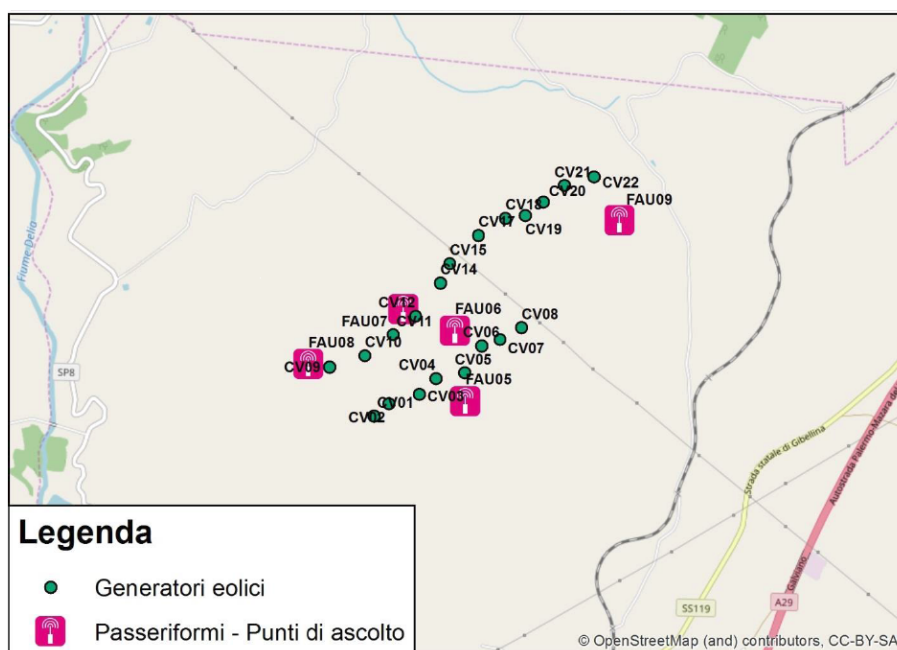 CV21
CV22
CV20
FAU09
CV18
CV19
CV17
CV15
CV14
CV12
FAU06
CV08
FAU07
CV11
CV06
CV07
FAU08
CV10
CV09
CV04
CV05
FAU05
CV03
CV01
CV02
Fiume Delia
SP8
Strada statale di Gibellina
Autostrada Palermo-Mazara de
Galvano
SS119
A29
Legenda
Generatori eolici
Passeriformi - Punti di ascolto
© OpenStreetMap (and) contributors, CC-BY-SA